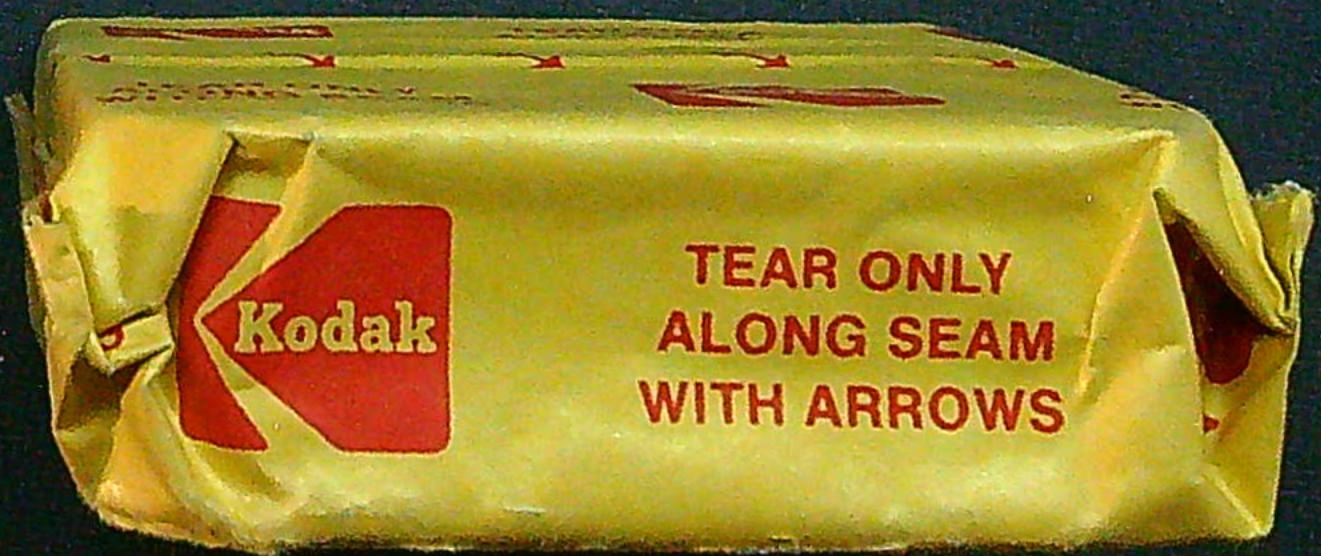 Kodak
TEAR ONLY
ALONG SEAM
WITH ARROWS